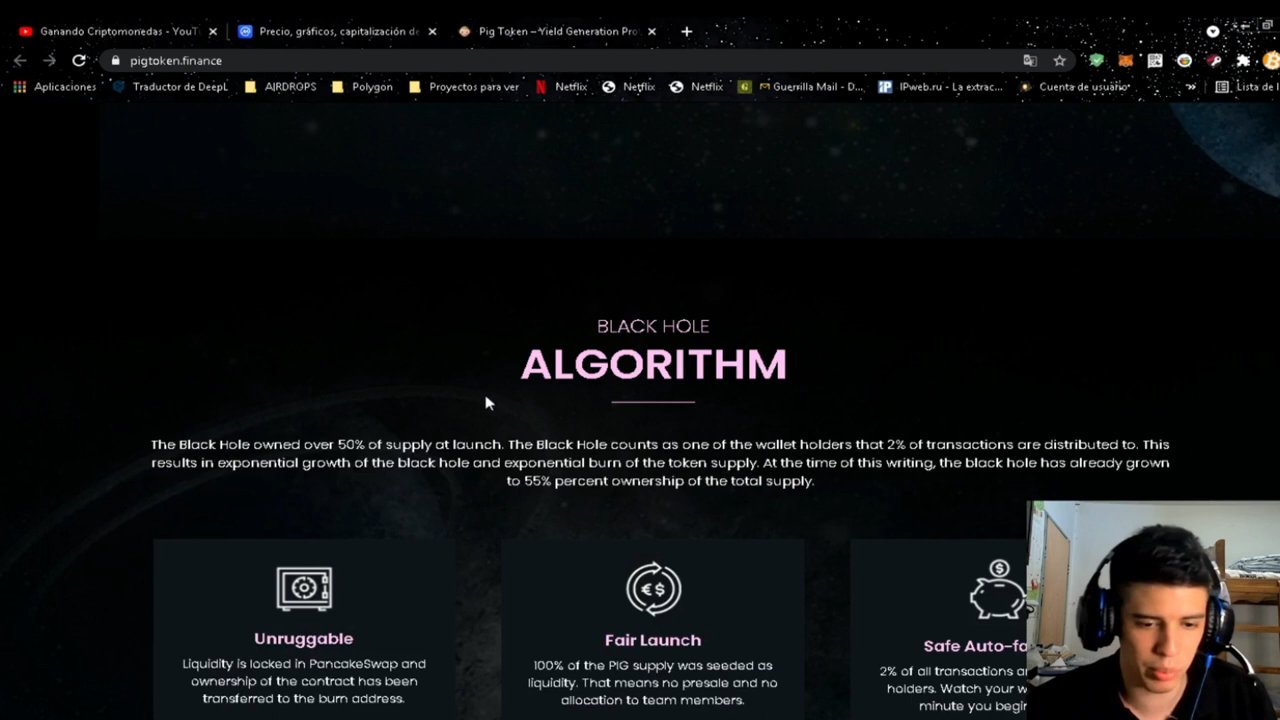 Ganando Criptomonedas - YouT
Precio, gráficos, capitalización de
Pig Token – Yield Generation Pro
pigtoken.finance
Aplicaciones
Traductor de DeepL
AIRDROPS
Polygon
Proyectos para ver
Netflix
Netflix
Netflix
Guerrilla Mail - D...
IPweb.ru - La extrac...
Cuenta de usuario
Lista de l
BLACK HOLE
ALGORITHM
The Black Hole owned over 50% of supply at launch. The Black Hole counts as one of the wallet holders that 2% of transactions are distributed to. This
results in exponential growth of the black hole and exponential burn of the token supply. At the time of this writing, the black hole has already grown
to 55% percent ownership of the total supply.
Unruggable
Liquidity is locked in PancakeSwap and
ownership of the contract has been
transferred to the burn address.
Fair Launch
100% of the PIG supply was seeded as
liquidity. That means no presale and no
allocation to team members.
Safe Auto-fa
2% of all transactions ar
holders. Watch your w
minute you begin